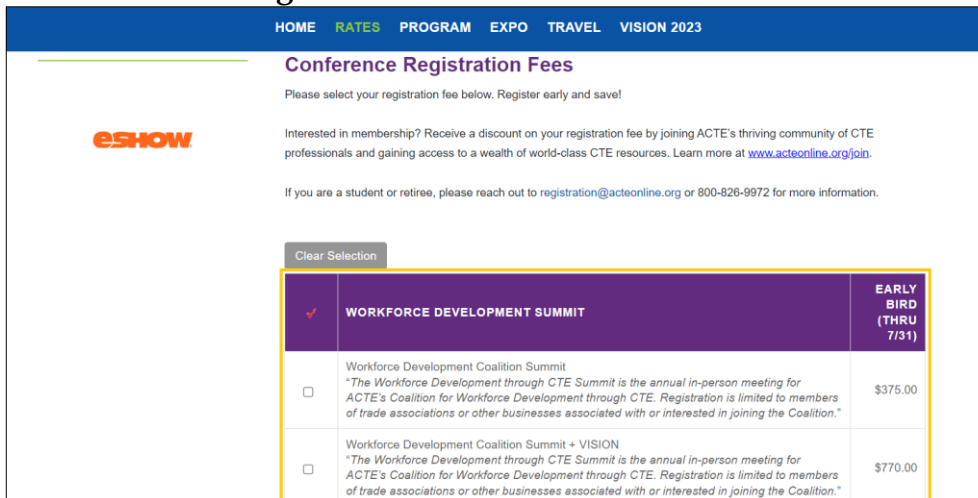 HOME RATES PROGRAM EXPO TRAVEL VISION 2023
Conference Registration Fees
Please select your registration fee below. Register early and save!
eSHOW
Interested in membership? Receive a discount on your registration fee by joining ACTE's thriving community of CTE
professionals and gaining access to a wealth of world-class CTE resources. Learn more at www.acteonline.org/join.
If you are a student or retiree, please reach out to registration@acteonline.org or 800-826-9972 for more information.
Clear Selection
WORKFORCE DEVELOPMENT SUMMIT
EARLY
BIRD
(THRU
7/31)
Workforce Development Coalition Summit
"The Workforce Development through CTE Summit is the annual in-person meeting for
ACTE's Coalition for Workforce Development through CTE. Registration is limited to members
of trade associations or other businesses associated with or interested in joining the Coalition."
$375.00
Workforce Development Coalition Summit + VISION
"The Workforce Development through CTE Summit is the annual in-person meeting for
ACTE's Coalition for Workforce Development through CTE. Registration is limited to members
of trade associations or other businesses associated with or interested in joining the Coalition."
$770.00